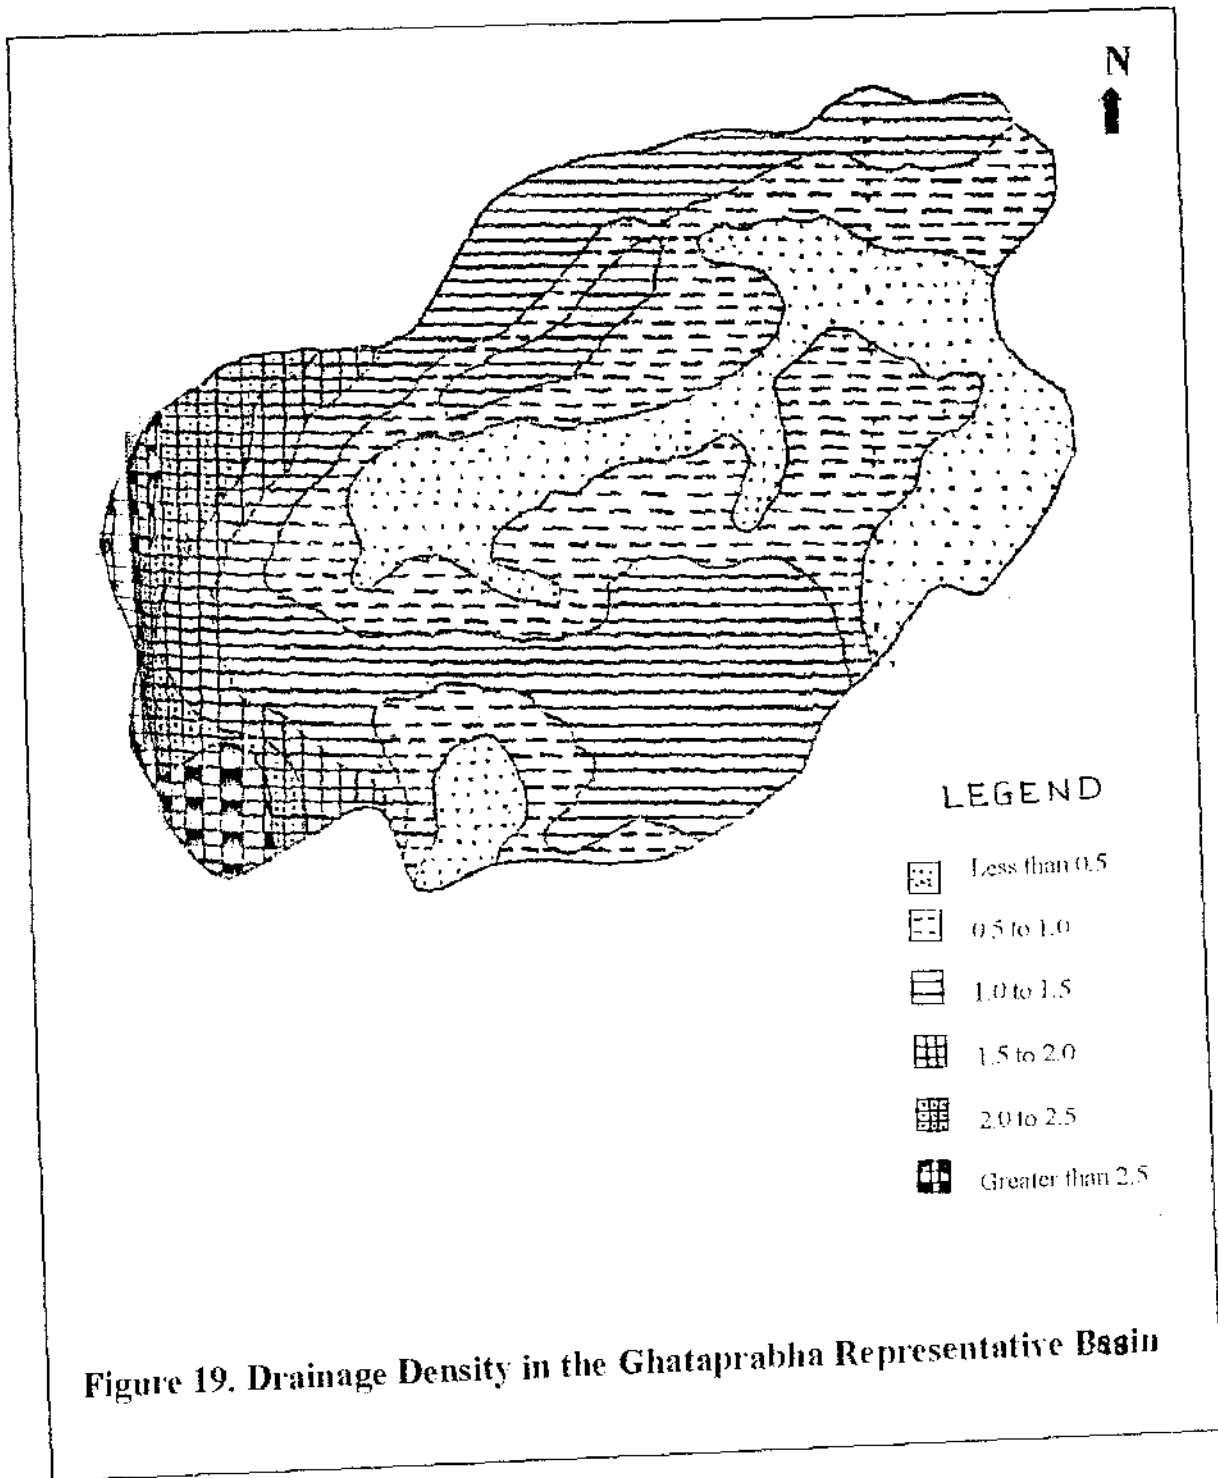 N
LEGEND
Less than 0.5
0.5 to 1.0
1.0 to 1.5
1.5 to 2.0
2.0 to 2.5
Greater than 2.5
Figure 19. Drainage Density in the Ghataprabha Representative Basin